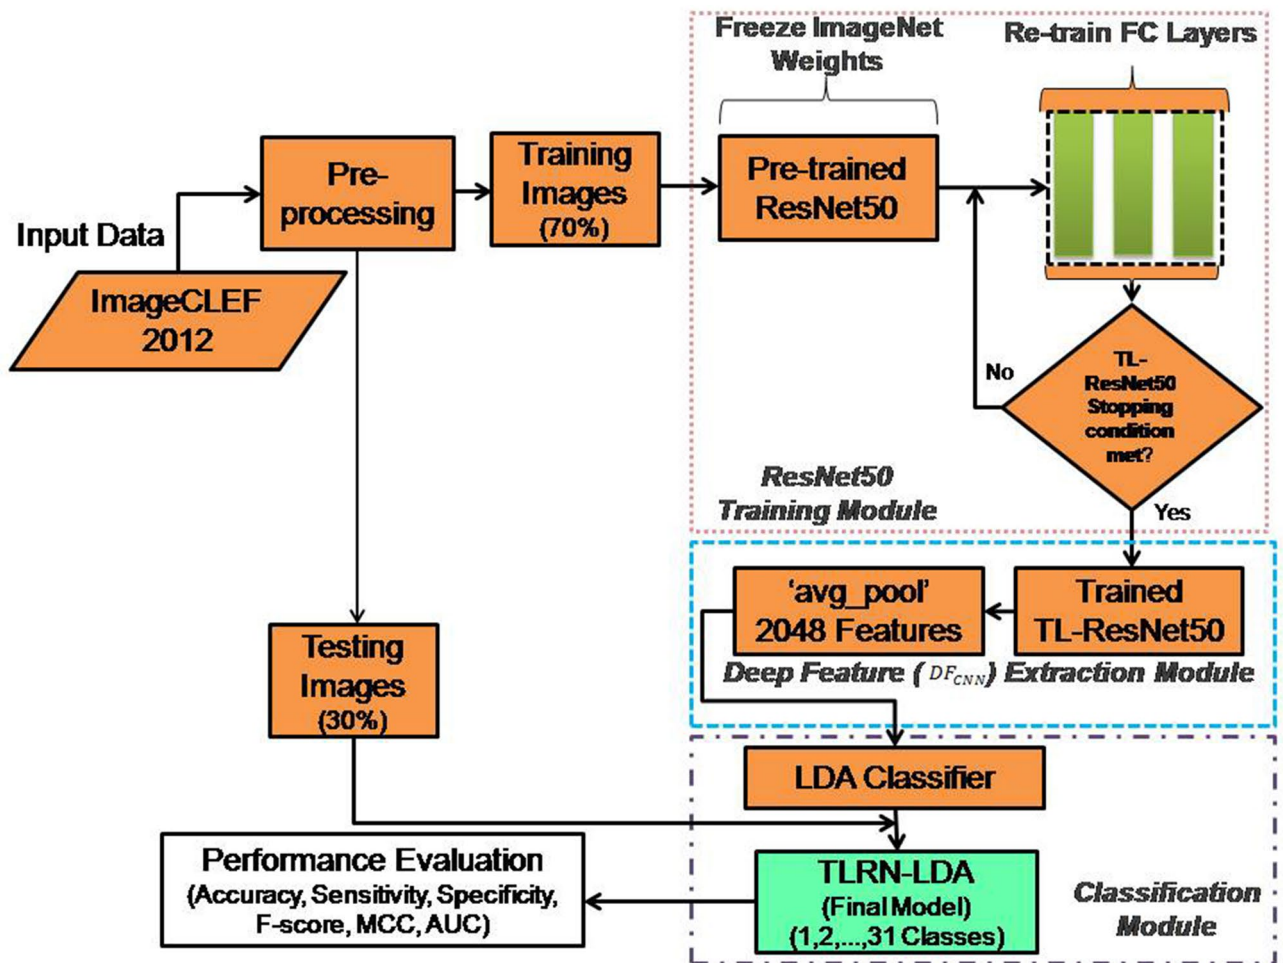 Freeze ImageNet
Weights
Re-train FC Layers
Input Data
ImageCLEF
2012
Pre-
processing
Training
Images
(70%)
Pre-trained
ResNet50
TL-
ResNet50
Stopping
condition
met?
No
Yes
ResNet50
Training Module
Trained
TL-ResNet50
‘avg_pool’
2048 Features
Deep Feature ( DF_CNN) Extraction Module
Testing
Images
(30%)
LDA Classifier
TLRN-LDA
(Final Model)
(1,2,...,31 Classes)
Classification
Module
Performance Evaluation
(Accuracy, Sensitivity, Specificity,
F-score, MCC, AUC)